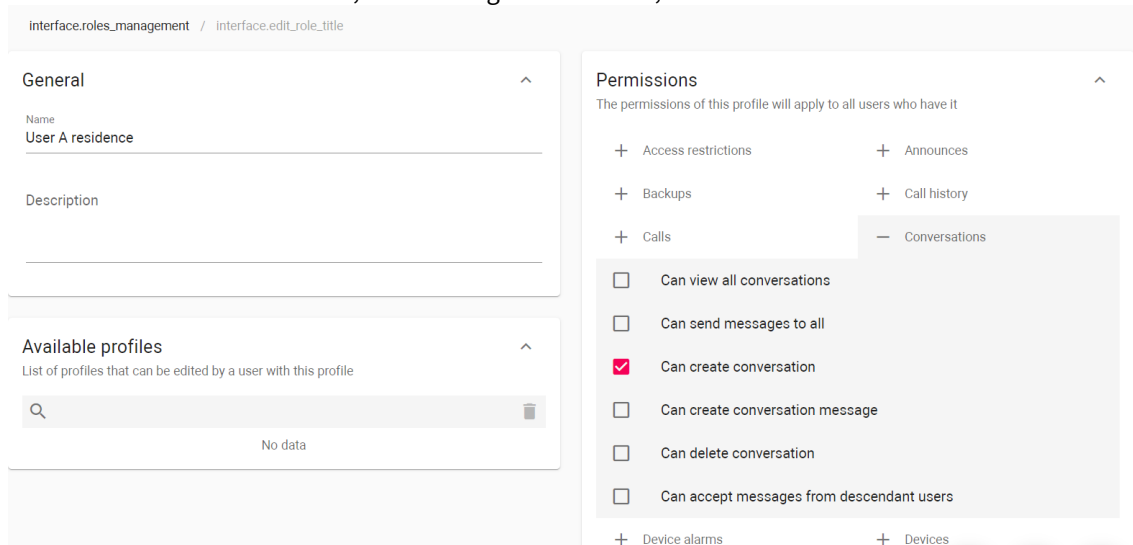 interface.roles_management / interface.edit_role_title
General
Name
User A residence
Description
Available profiles
List of profiles that can be edited by a user with this profile
No data
Permissions
The permissions of this profile will apply to all users who have it
+ Access restrictions
+ Announces
+ Backups
+ Call history
+ Calls
− Conversations
Can view all conversations
Can send messages to all
Can create conversation
Can create conversation message
Can delete conversation
Can accept messages from descendant users
+ Device alarms
+ Devices